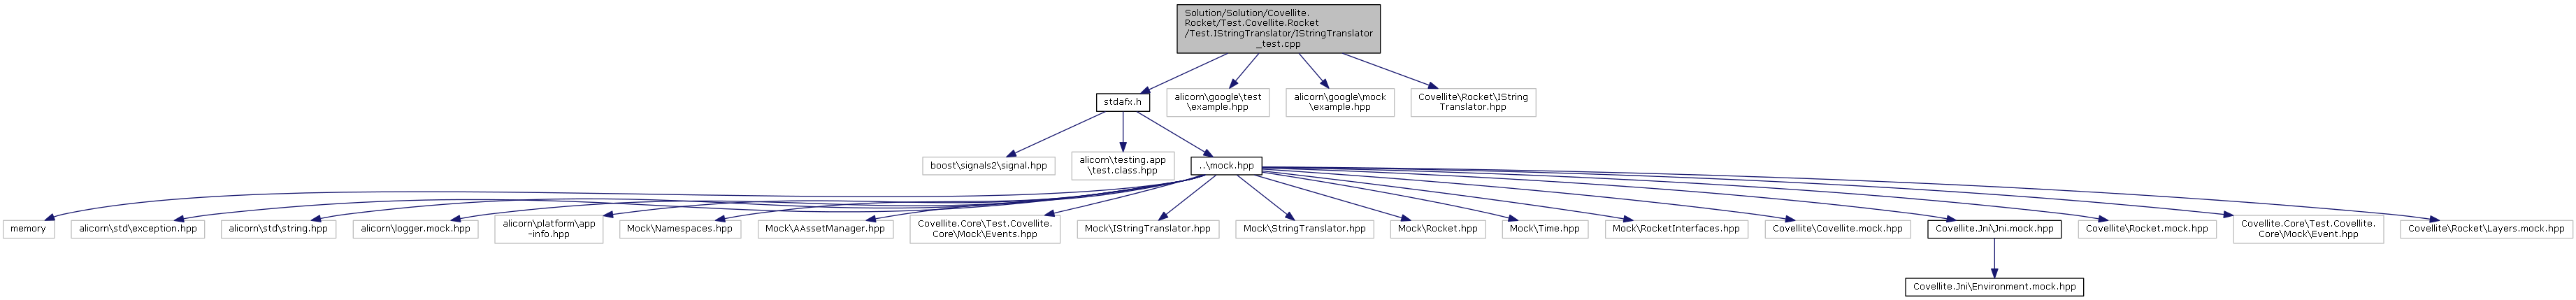 Solution/Solution/Covellite.
Rocket/Test.Covellite.Rocket
/Test.IStringTranslator/IStringTranslator
_test.cpp
stdafx.h
alicorn\google\test
\example.hpp
alicorn\google\mock
\example.hpp
Covellite\Rocket\IString
Translator.hpp
boost\signals2\signal.hpp
alicorn\testing.app
\test.class.hpp
..\mock.hpp
memory
alicorn\std\exception.hpp
alicorn\std\string.hpp
alicorn\logger.mock.hpp
alicorn\platform\app
-info.hpp
Mock\Namespaces.hpp
Mock\AAssetManager.hpp
Covellite.Core\Test.Covellite.
Core\Mock\Events.hpp
Mock\IStringTranslator.hpp
Mock\StringTranslator.hpp
Mock\Rocket.hpp
Mock\Time.hpp
Mock\RocketInterfaces.hpp
Covellite\Covellite.mock.hpp
Covellite.Jni\Jni.mock.hpp
Covellite\Rocket.mock.hpp
Covellite.Core\Test.Covellite.
Core\Mock\Event.hpp
Covellite\Rocket\Layers.mock.hpp
Covellite.Jni\Environment.mock.hpp